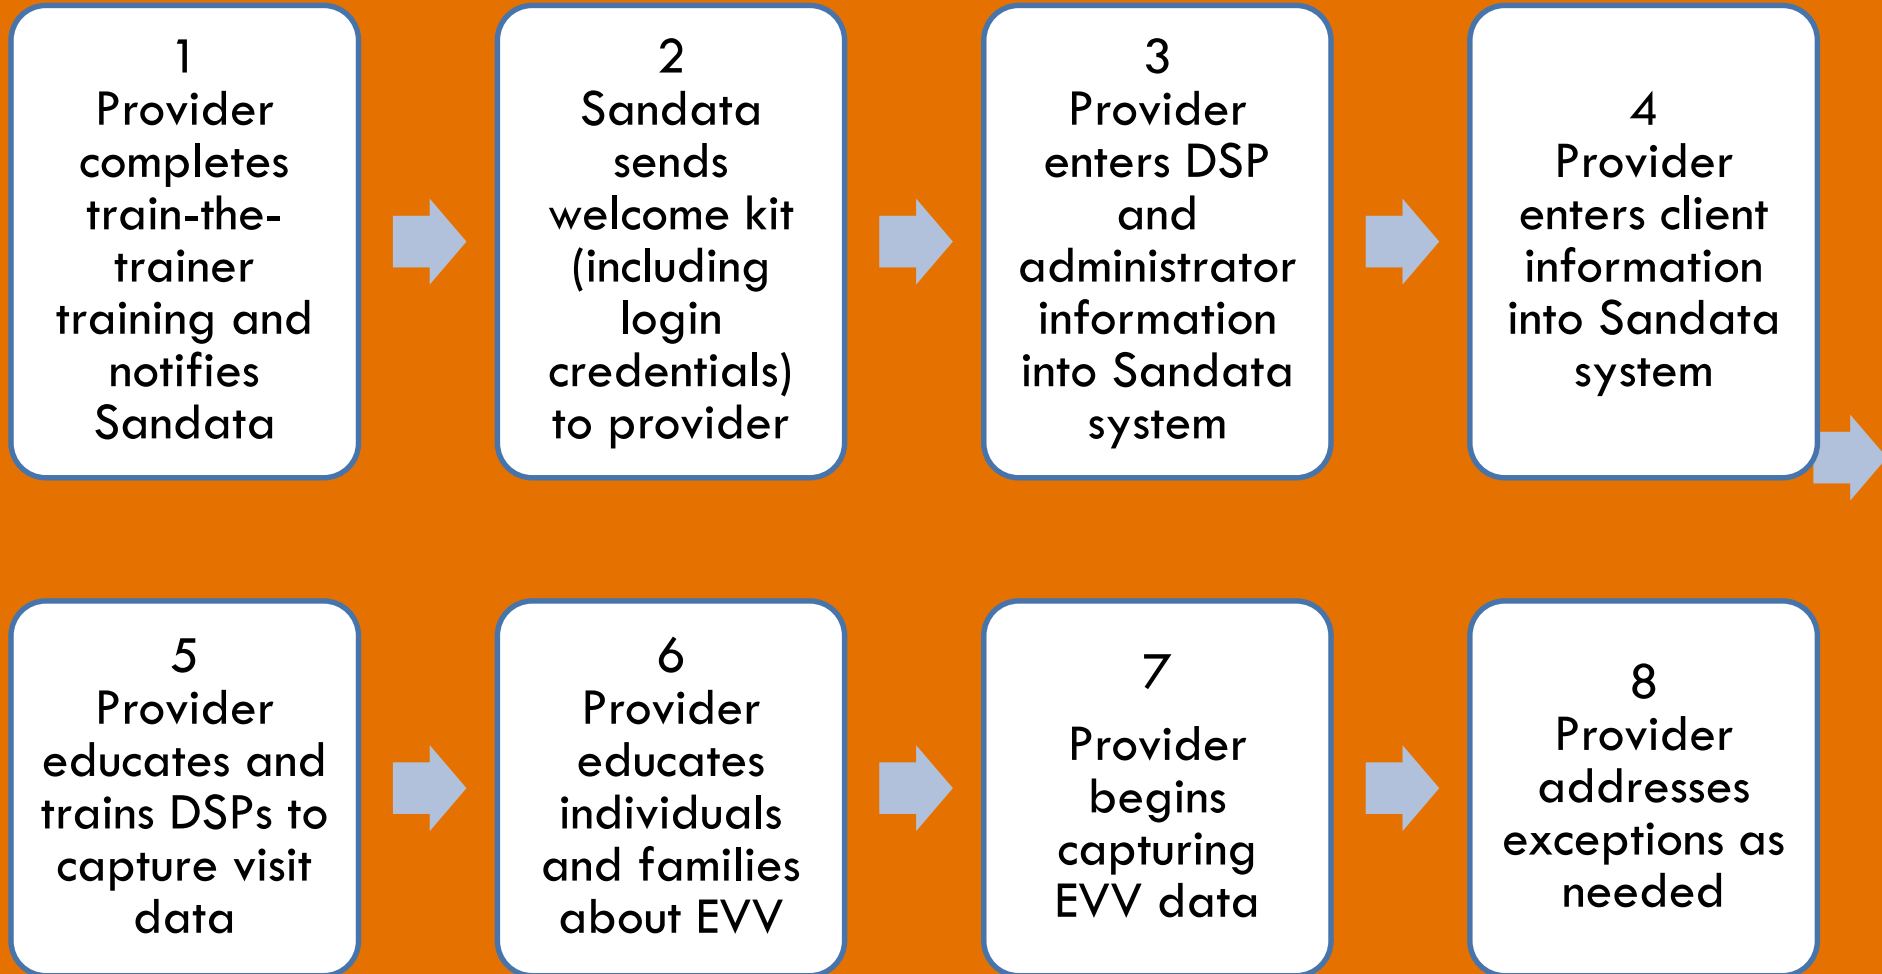 1
Provider
completes
train-the-
trainer
training and
notifies
Sandata
2
Sandata
sends
welcome kit
(including
login
credentials)
to provider
3
Provider
enters DSP
and
administrator
information
into Sandata
system
4
Provider
enters client
information
into Sandata
system
5
Provider
educates and
trains DSPs to
capture visit
data
6
Provider
educates
individuals
and families
about EVV
7
Provider
begins
capturing
EVV data
8
Provider
addresses
exceptions as
needed